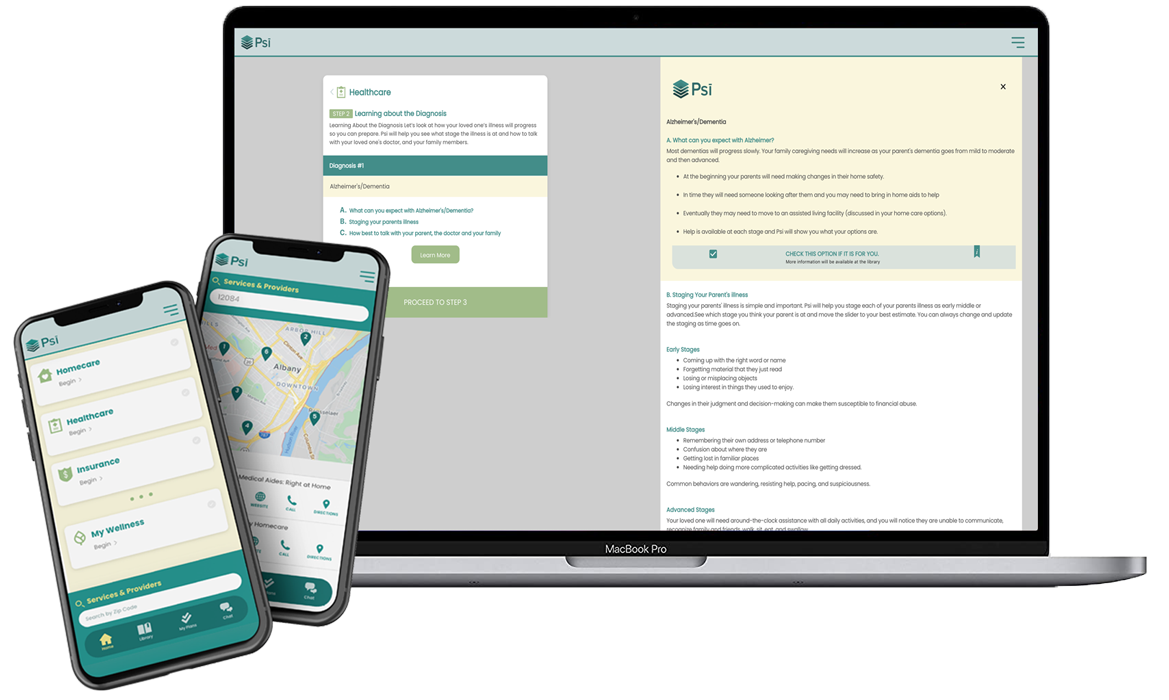 Psi
Healthcare
STEP 2 Learning about the Diagnosis
Learning About the Diagnosis Let's look at how your loved one's illness will progress
so you can prepare. Psi will help you see what stage the illness is at and how to talk
with your loved one's doctor, and your family members.
Diagnosis #1
Alzheimer's/Dementia
A. What can you expect with Alzheimer's/Dementia?
B. Staging your parents illness
C. How best to talk with your parent, the doctor and your family
Learn More
PROCEED TO STEP 3
Psi
Alzheimer's/Dementia
A. What can you expect with Alzheimer?
Most dementias will progress slowly. Your family caregiving needs will increase as your parent's dementia goes from mild to moderate
and then advanced.
At the beginning your parents will need making changes in their home safety.
In time they will need someone looking after them and you may need to bring in home aids to help
Eventually they may need to move to an assisted living facility (discussed in your home care options).
Help is available at each stage and Psi will show you what your options are.
CHECK THIS OPTION IF IT IS FOR YOU.
More information will be available at the library
B. Staging Your Parent's illness
Staging your parents' illness is simple and important. Psi will help you stage each of your parents illness as early middle or
advanced.See which stage you think your parent is at and move the slider to your best estimate. You can always change and update
the staging as time goes on.
Early Stages
Coming up with the right word or name
Forgetting material that they just read
Losing or misplacing objects
Losing interest in things they used to enjoy.
Changes in their judgment and decision-making can make them susceptible to financial abuse.
Middle Stages
Remembering their own address or telephone number
Confusion about where they are
Getting lost in familiar places
Needing help doing more complicated activities like getting dressed.
Common behaviors are wandering, resisting help, pacing, and suspiciousness.
Advanced Stages
Your loved one will need around-the-clock assistance with all daily activities, and you will notice they are unable to communicate,
recognize family and friends, walk, sit, eat, and swallow.
MacBook Pro
Psi
Services & Providers
12084
ARBOR HILL
Clinton Ave
Albany
DOWNTOWN
1
2
3
4
5
6
Medical Aides: Right at Home
WEBSITE
CALL
DIRECTIONS
Homecare
CALL
DIRECTIONS
Chat
Psi
Homecare
Begin >
Healthcare
Begin >
Insurance
Begin >
My Wellness
Begin >
Services & Providers
Search by Zip Code
Home
Library
My Plans
Chat